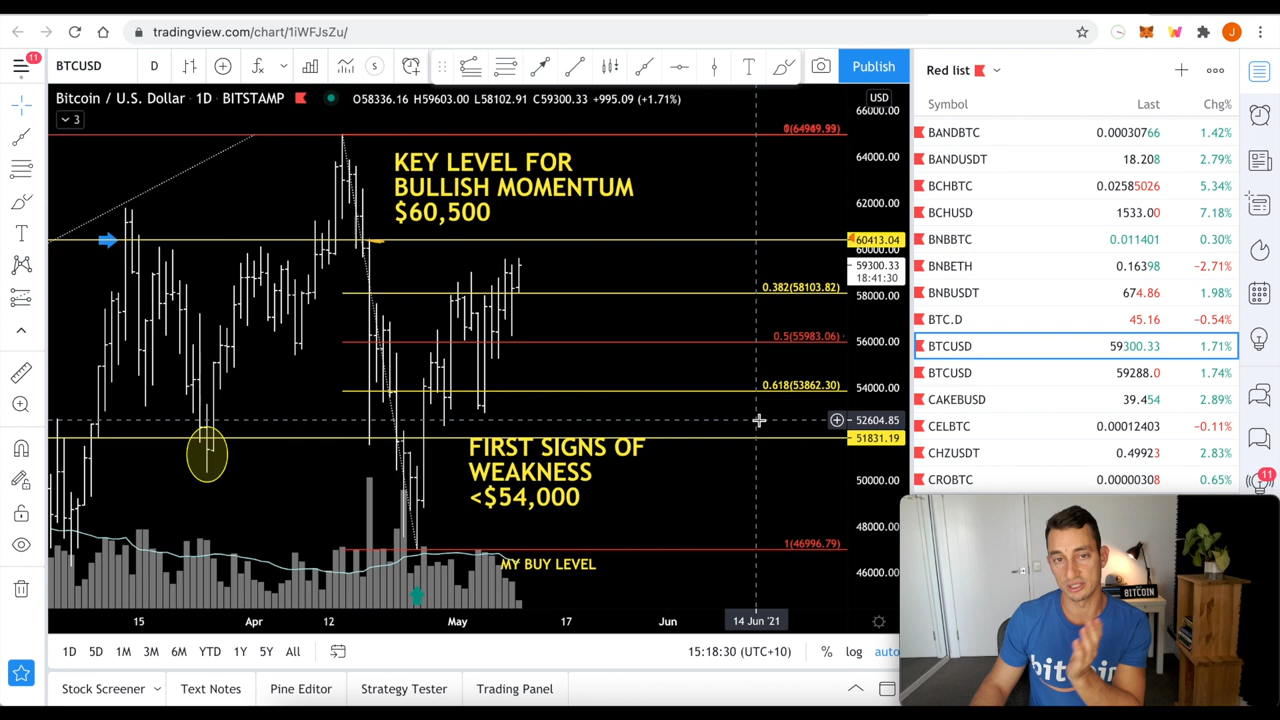 tradingview.com/chart/1iWFJsZu/
11
BTCUSD
D
S
Publish
Red list
Bitcoin / U.S. Dollar · 1D · BITSTAMP
O58336.16 H59603.00 L58102.91 C59300.33 +995.09 (+1.71%)
USD
3
Symbol Last Chg%
BANDBTC 0.00030766 1.42%
BANDUSDT 18.208 2.79%
BCHBTC 0.02585026 5.34%
BCHUSD 1533.00 7.18%
BNBBTC 0.011401 0.30%
BNBETH 0.16398 −2.71%
BNBUSDT 674.86 1.98%
BTC.D 45.16 −0.54%
BTCUSD 59300.33 1.71%
BTCUSD 59288.0 1.74%
CAKEBUSD 39.454 2.89%
CELBTC 0.00012403 −0.11%
CHZUSDT 0.49923 2.83%
CROBTC 0.00000308 0.65%
11
KEY LEVEL FOR
BULLISH MOMENTUM
$60,500
FIRST SIGNS OF
WEAKNESS
<$54,000
MY BUY LEVEL
0.382(58103.82)
0.5(55983.06)
0.618(53862.30)
1(46996.79)
66000.00
64000.00
62000.00
60413.04
60000.00
59300.33
18:41:30
58000.00
56000.00
54000.00
52604.85
51831.19
50000.00
48000.00
46000.00
15 Apr 12 May 17 Jun 14 Jun '21
1D 5D 1M 3M 6M YTD 1Y 5Y All
15:18:30 (UTC+10) % log auto
Stock Screener Text Notes Pine Editor Strategy Tester Trading Panel
BITCOIN
bitcoin